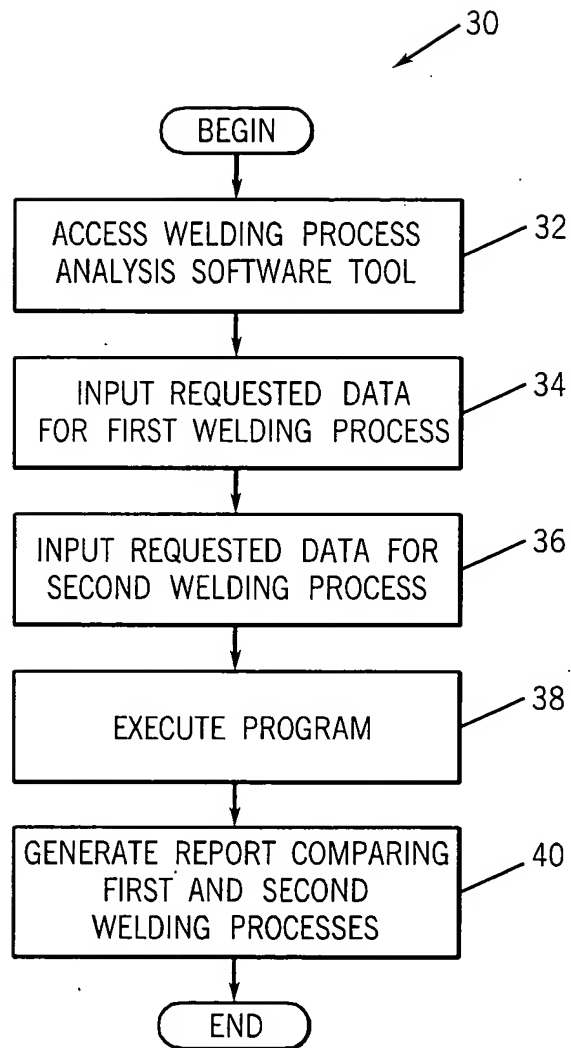 30
BEGIN
ACCESS WELDING PROCESS
ANALYSIS SOFTWARE TOOL
32
INPUT REQUESTED DATA
FOR FIRST WELDING PROCESS
34
INPUT REQUESTED DATA FOR
SECOND WELDING PROCESS
36
EXECUTE PROGRAM
38
GENERATE REPORT COMPARING
FIRST AND SECOND
WELDING PROCESSES
40
END